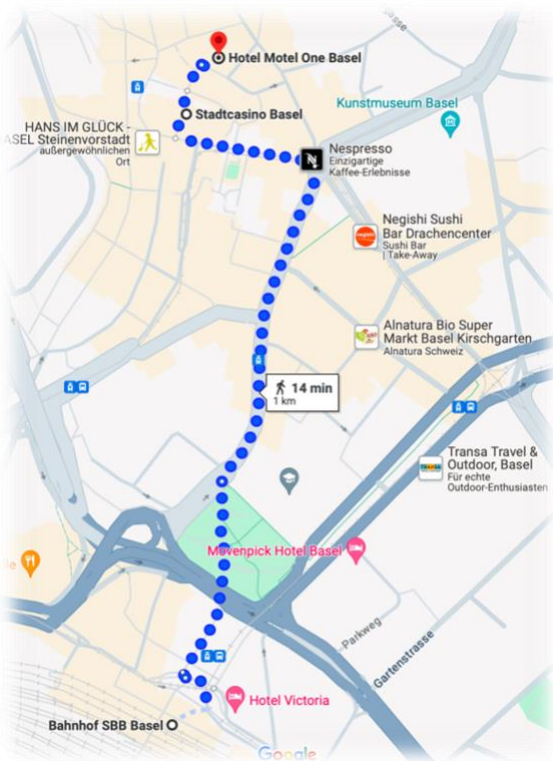 Hotel Motel One Basel
Stadtcasino Basel
Kunstmuseum Basel
HANS IM GLÜCK -
ASEL Steinenvorstadt
außergewöhnlichen
Ort
Nespresso
Einzigartige
Kaffee-Erlebnisse
Negishi Sushi
Bar Drachencenter
Sushi Bar
| Take-Away
Alnatura Bio Super
Markt Basel Kirschgarten
Alnatura Schweiz
14 min
1 km
Transa Travel &
Outdoor, Basel
Für echte
Outdoor-Enthusiasten
Mövenpick Hotel Basel
Parkweg
Gartenstrasse
Hotel Victoria
Bahnhof SBB Basel
Google